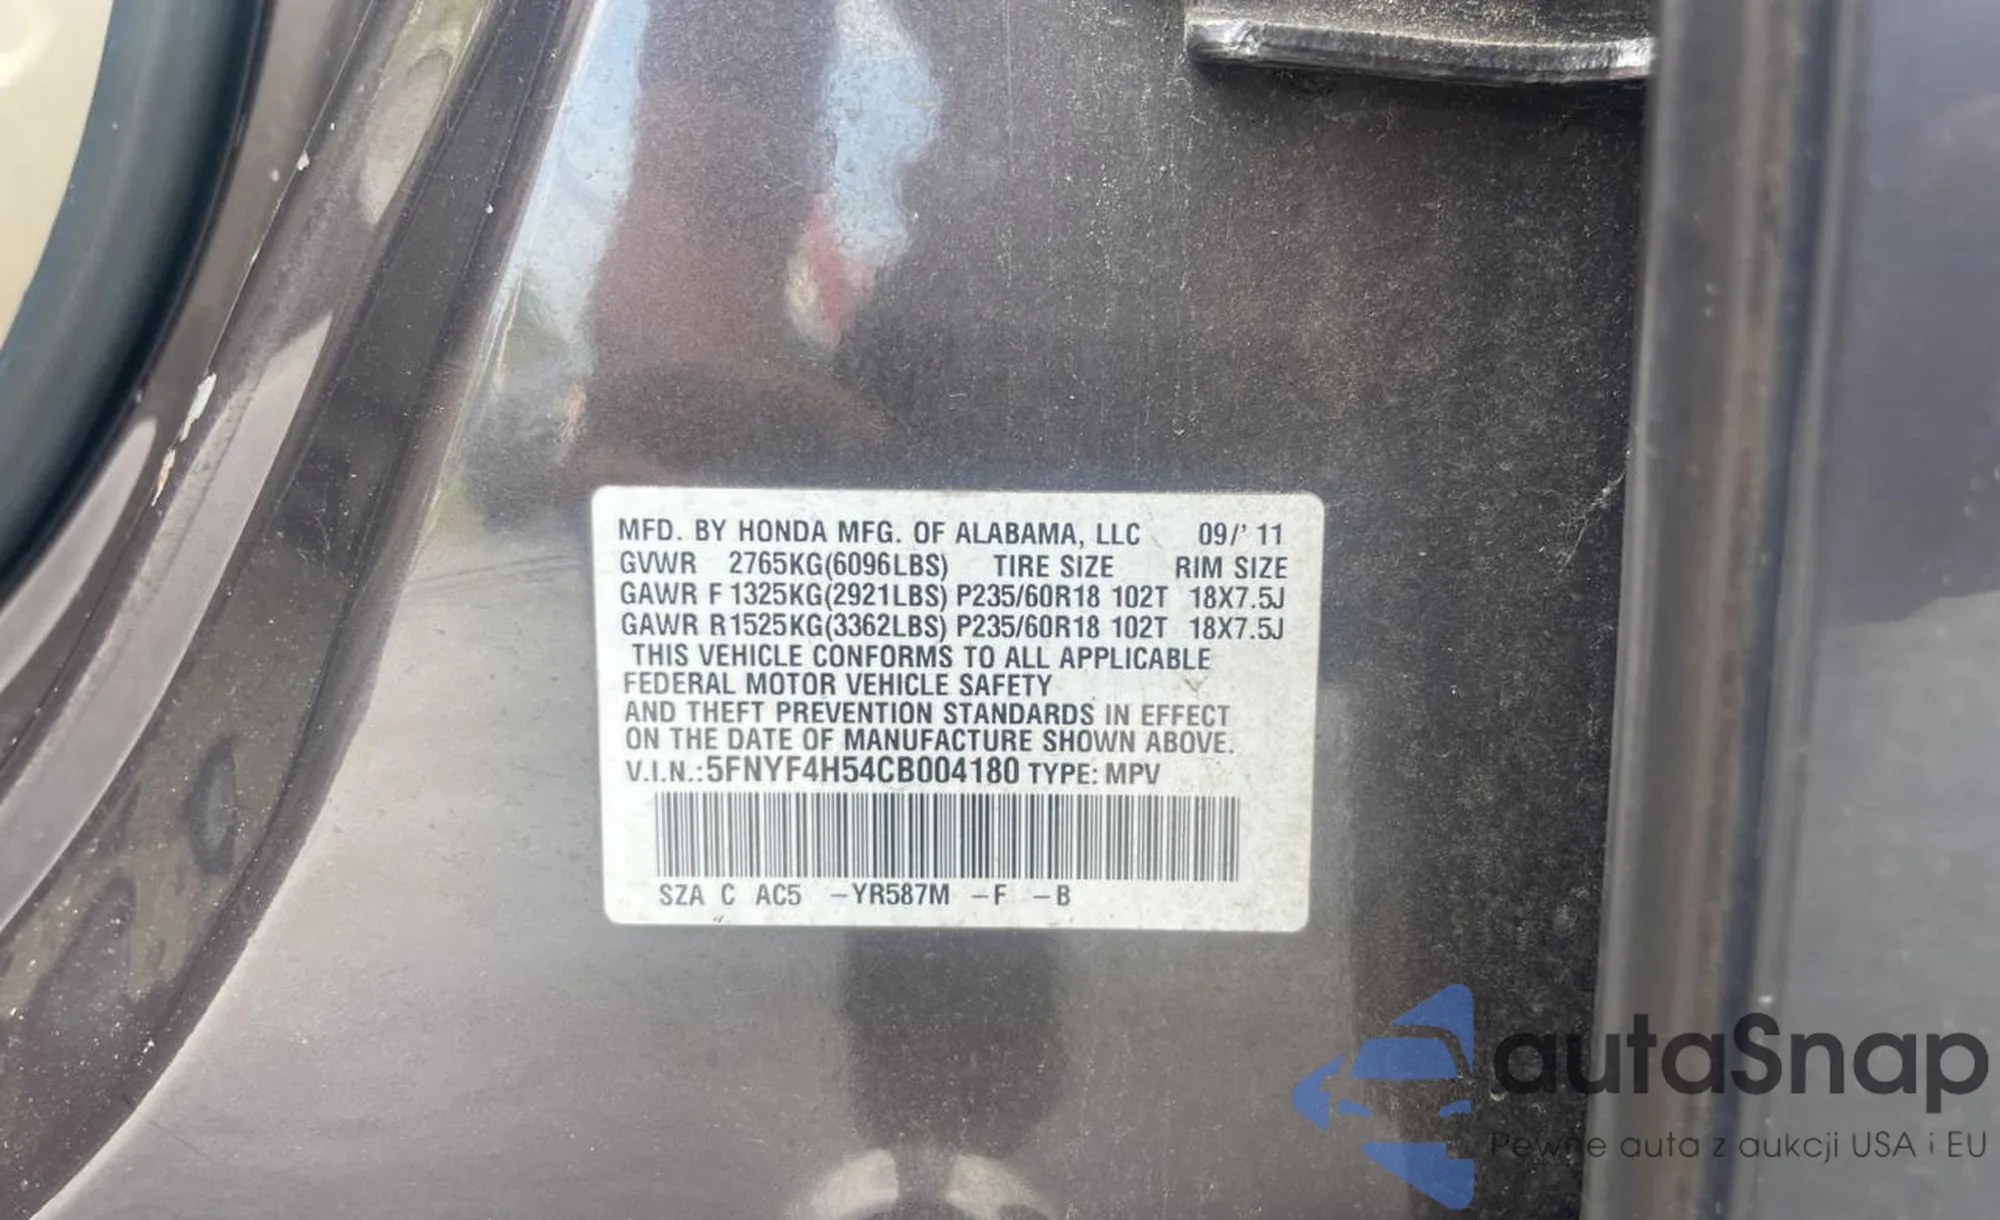 MFD. BY HONDA MFG. OF ALABAMA, LLC 09/' 11
GVWR 2765KG(6096LBS) TIRE SIZE RIM SIZE
GAWR F 1325KG(2921LBS) P235/60R18 102T 18X7.5J
GAWR R1525KG(3362LBS) P235/60R18 102T 18X7.5J
THIS VEHICLE CONFORMS TO ALL APPLICABLE
FEDERAL MOTOR VEHICLE SAFETY
AND THEFT PREVENTION STANDARDS IN EFFECT
ON THE DATE OF MANUFACTURE SHOWN ABOVE.
V.I.N.:5FNYF4H54CB004180 TYPE: MPV
SZA C AC5 –YR587M –F –B
autaSnap
Pewne auta z aukcji USA i EU